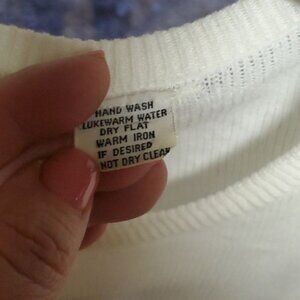 HAND WASH
LUKEWARM WATER
DRY FLAT
WARM IRON
IF DESIRED
NOT DRY CLEAN